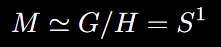 M ≃ G/H = S¹